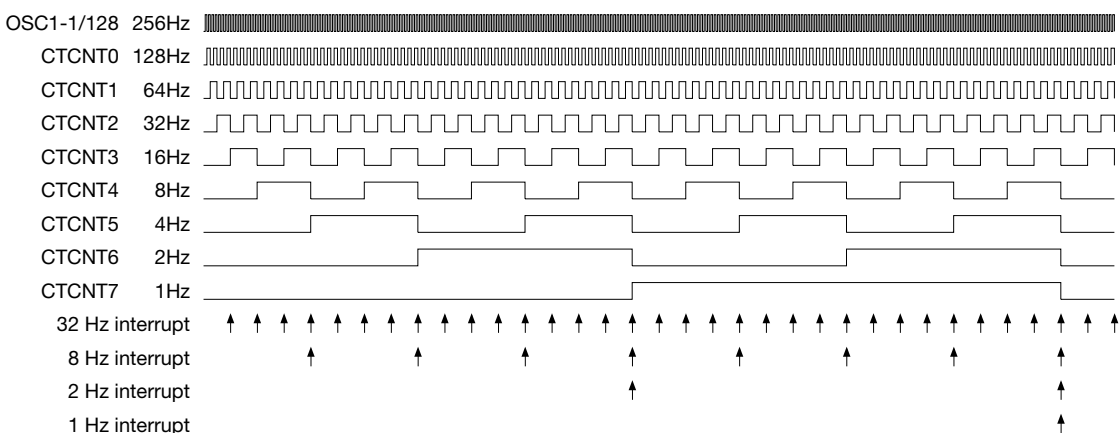 OSC1-1/128 256Hz
CTCNT0 128Hz
CTCNT1 64Hz
CTCNT2 32Hz
CTCNT3 16Hz
CTCNT4 8Hz
CTCNT5 4Hz
CTCNT6 2Hz
CTCNT7 1Hz
32 Hz interrupt
8 Hz interrupt
2 Hz interrupt
1 Hz interrupt